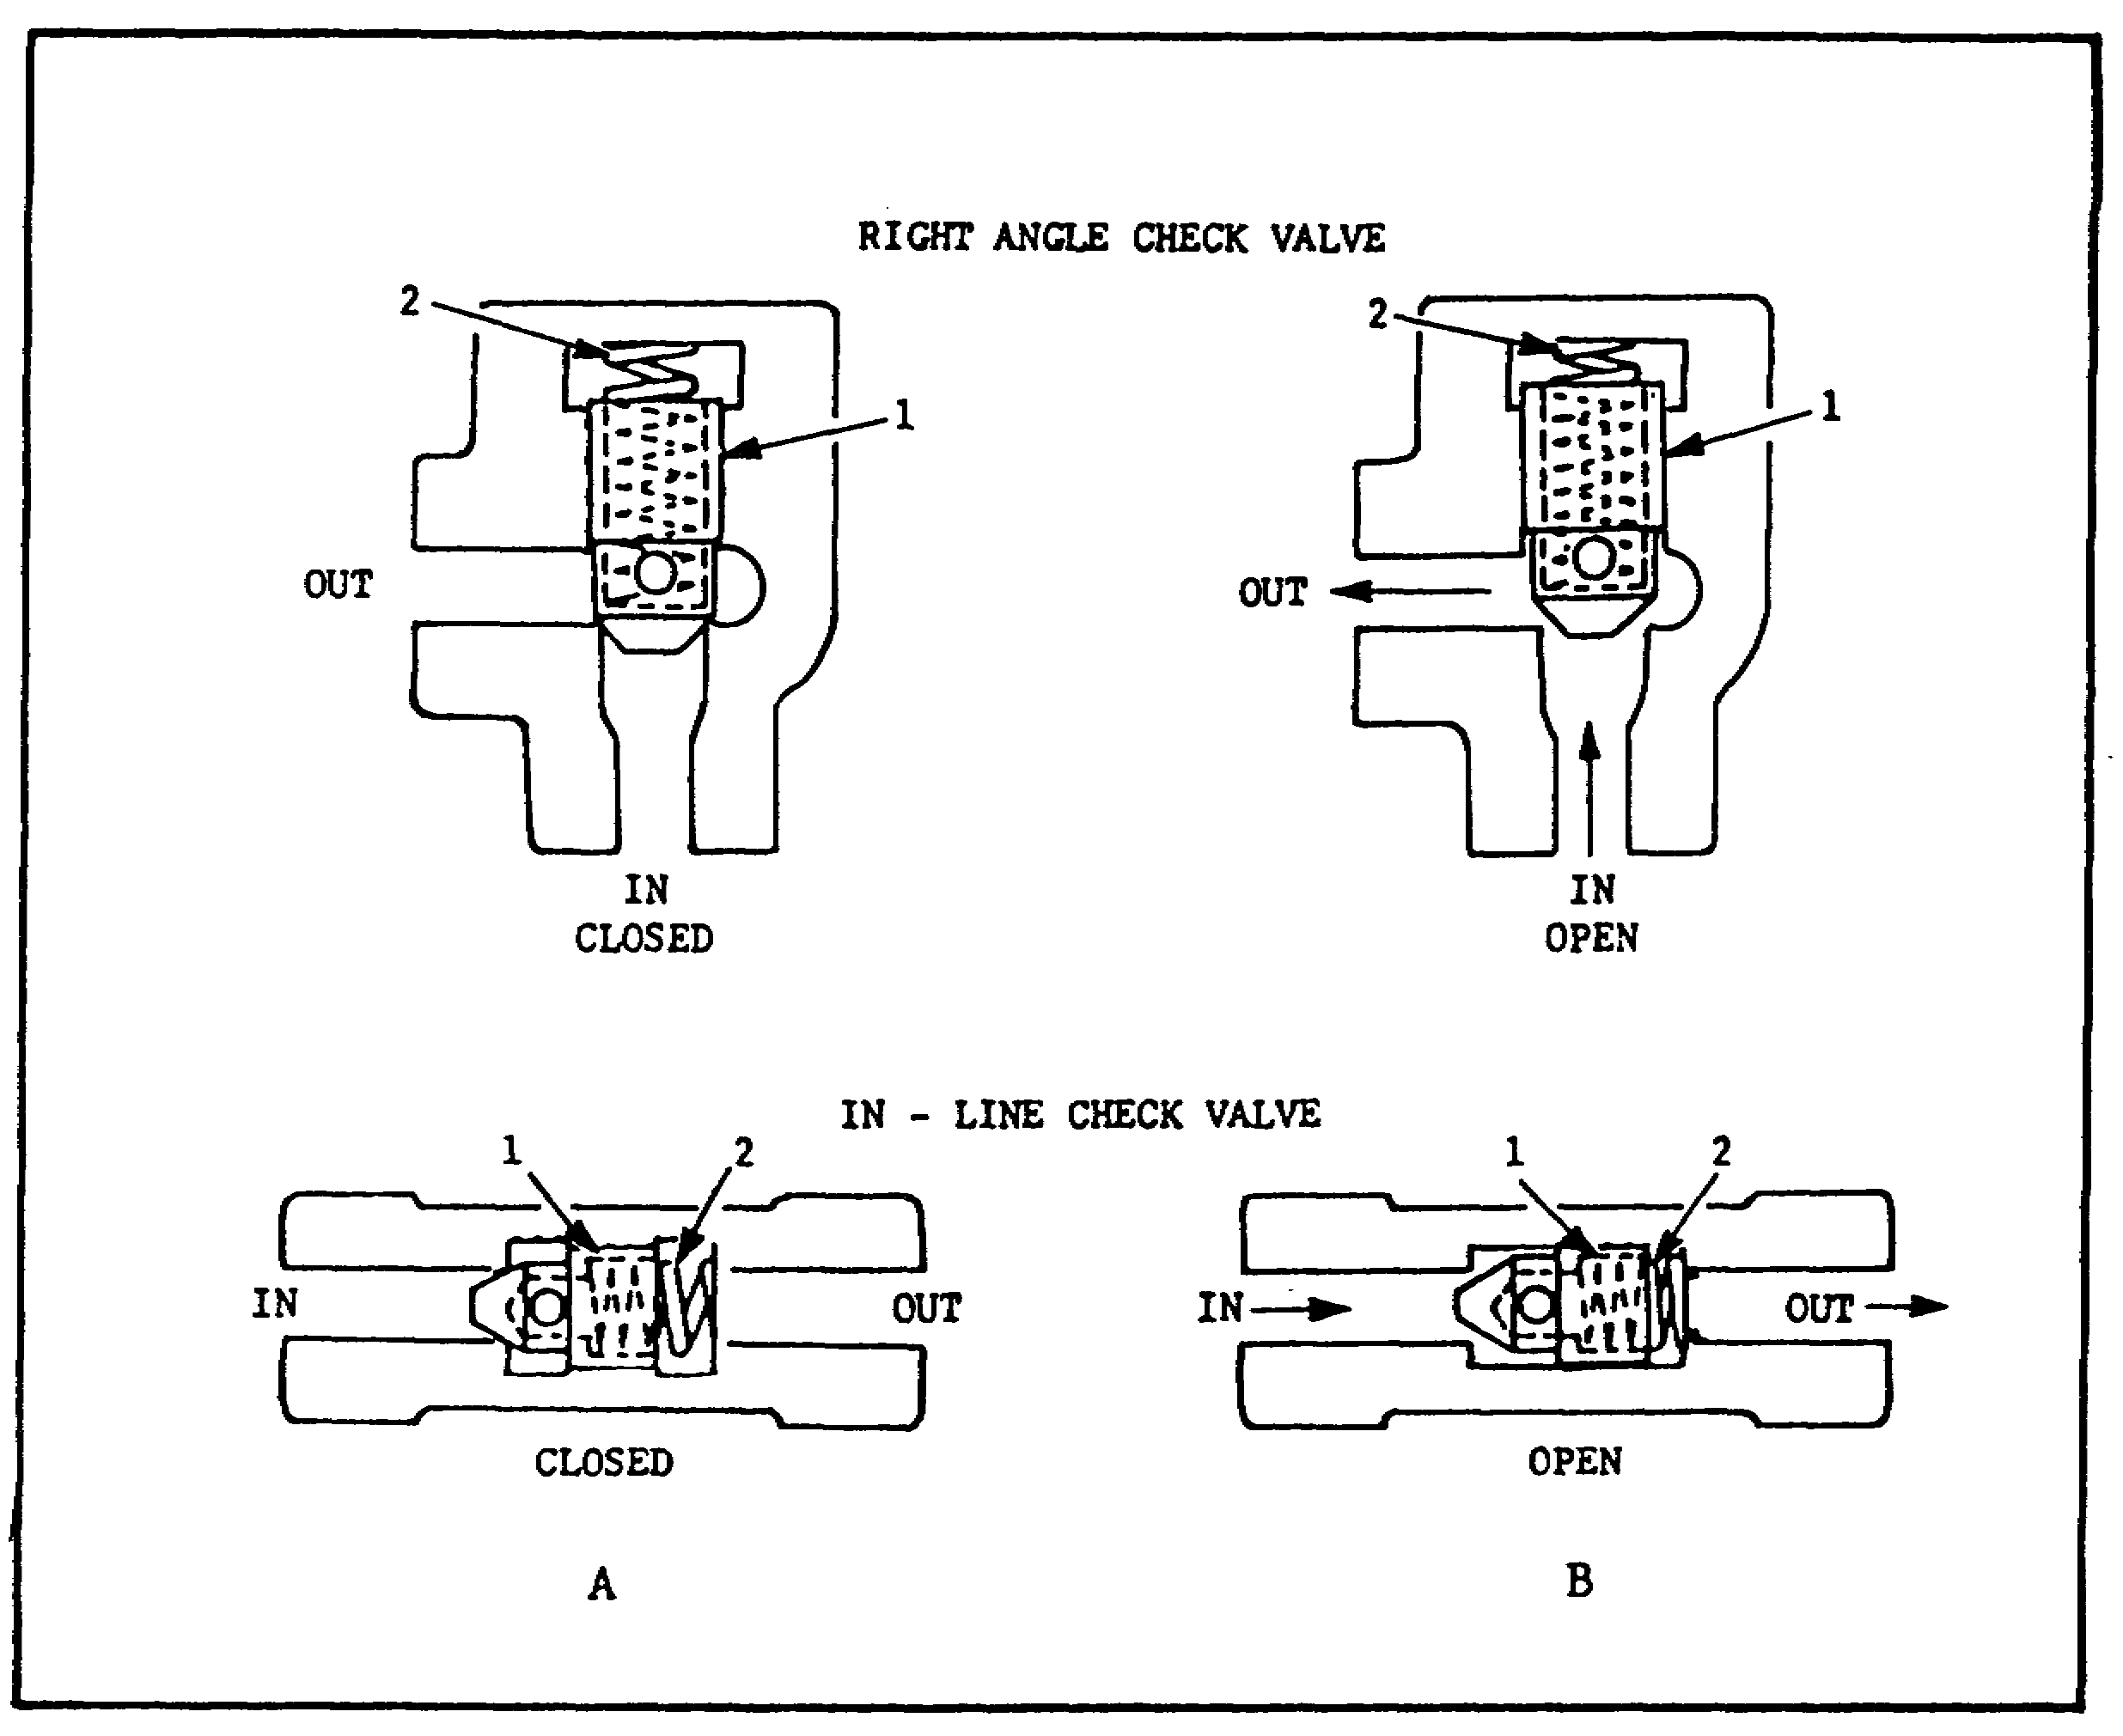 RIGHT ANGLE CHECK VALVE
2
1
2
1
OUT
OUT
IN
CLOSED
IN
OPEN
IN - LINE CHECK VALVE
1
2
1
2
IN
OUT
IN
OUT
CLOSED
OPEN
A
B